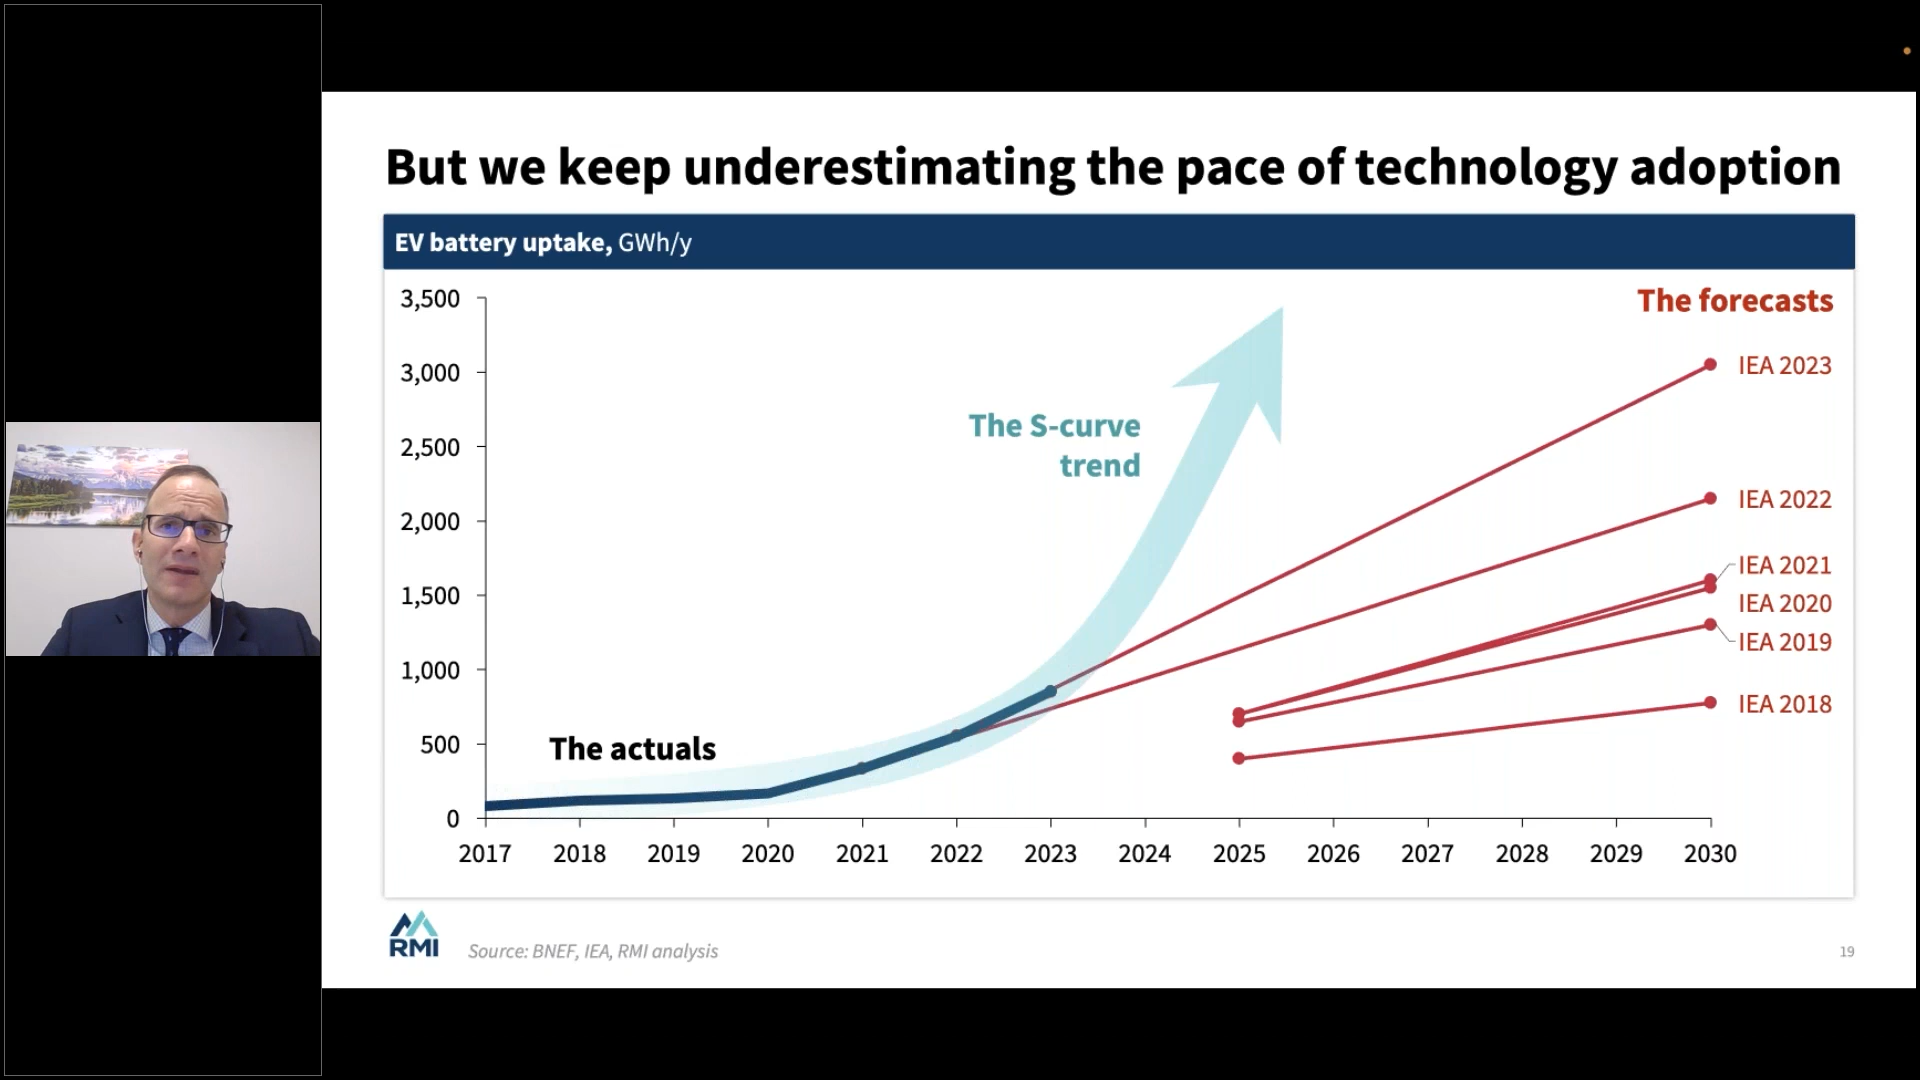 But we keep underestimating the pace of technology adoption
EV battery uptake, GWh/y
3,500
3,000
2,500
2,000
1,500
1,000
500
0
The forecasts
IEA 2023
IEA 2022
IEA 2021
IEA 2020
IEA 2019
IEA 2018
The S-curve
trend
The actuals
2017 2018 2019 2020 2021 2022 2023 2024 2025 2026 2027 2028 2029 2030
RMI
Source: BNEF, IEA, RMI analysis
19